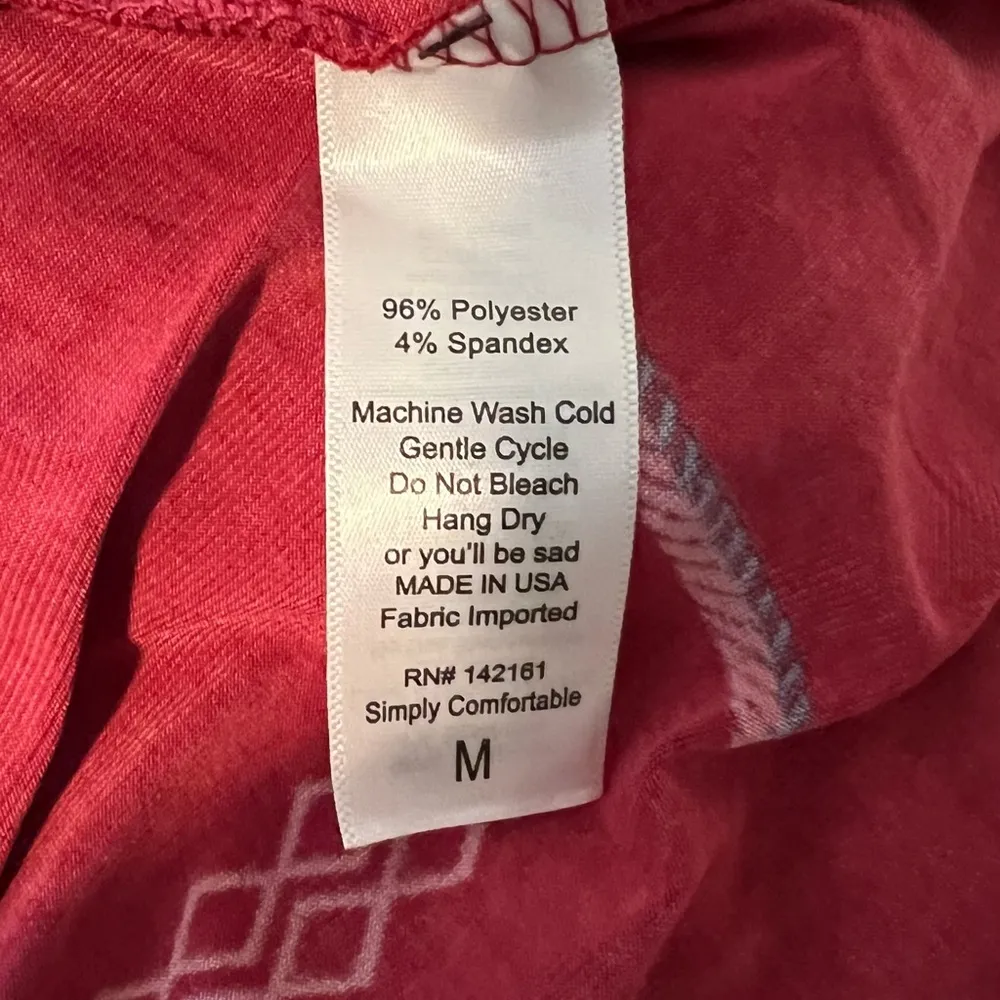 96% Polyester
4% Spandex
Machine Wash Cold
Gentle Cycle
Do Not Bleach
Hang Dry
or you'll be sad
MADE IN USA
Fabric Imported
RN# 142161
Simply Comfortable
M